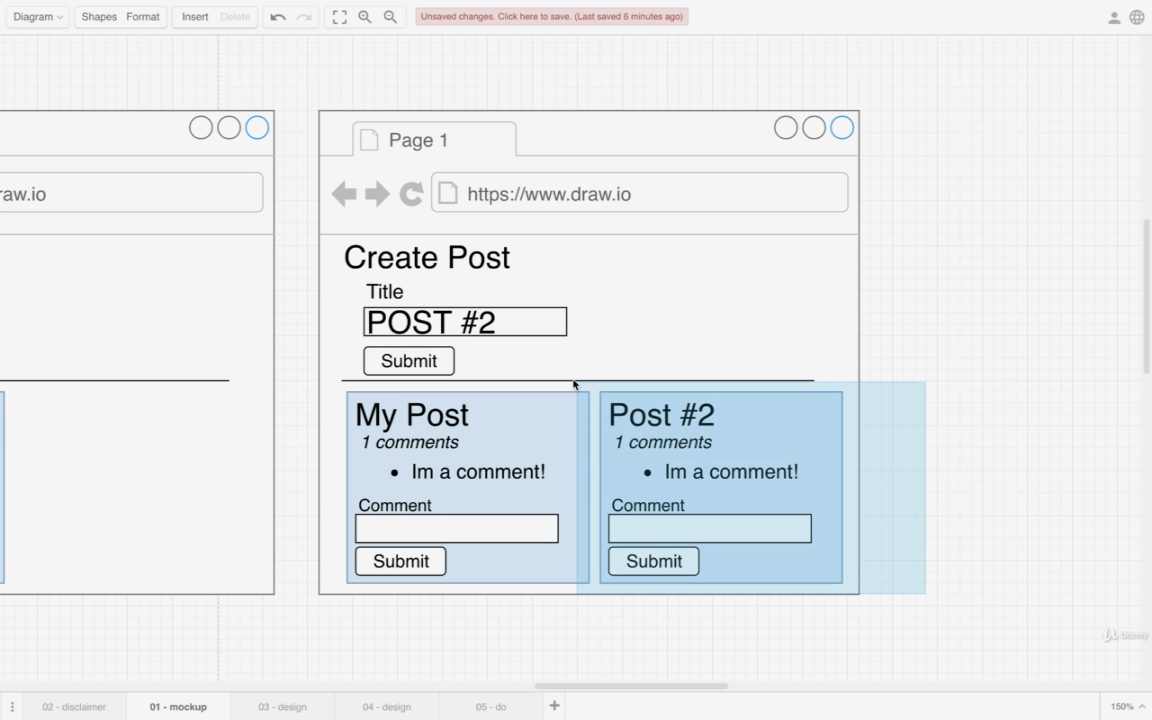 Diagram Shapes Format Insert Delete Unsaved changes. Click here to save. (Last saved 6 minutes ago)
Page 1
raw.io
https://www.draw.io
Create Post
Title
POST #2
Submit
My Post
1 comments
• Im a comment!
Comment
Submit
Post #2
1 comments
• Im a comment!
Comment
Submit
Udemy
02 - disclaimer 01 - mockup 03 - design 04 - design 05 - do 150%